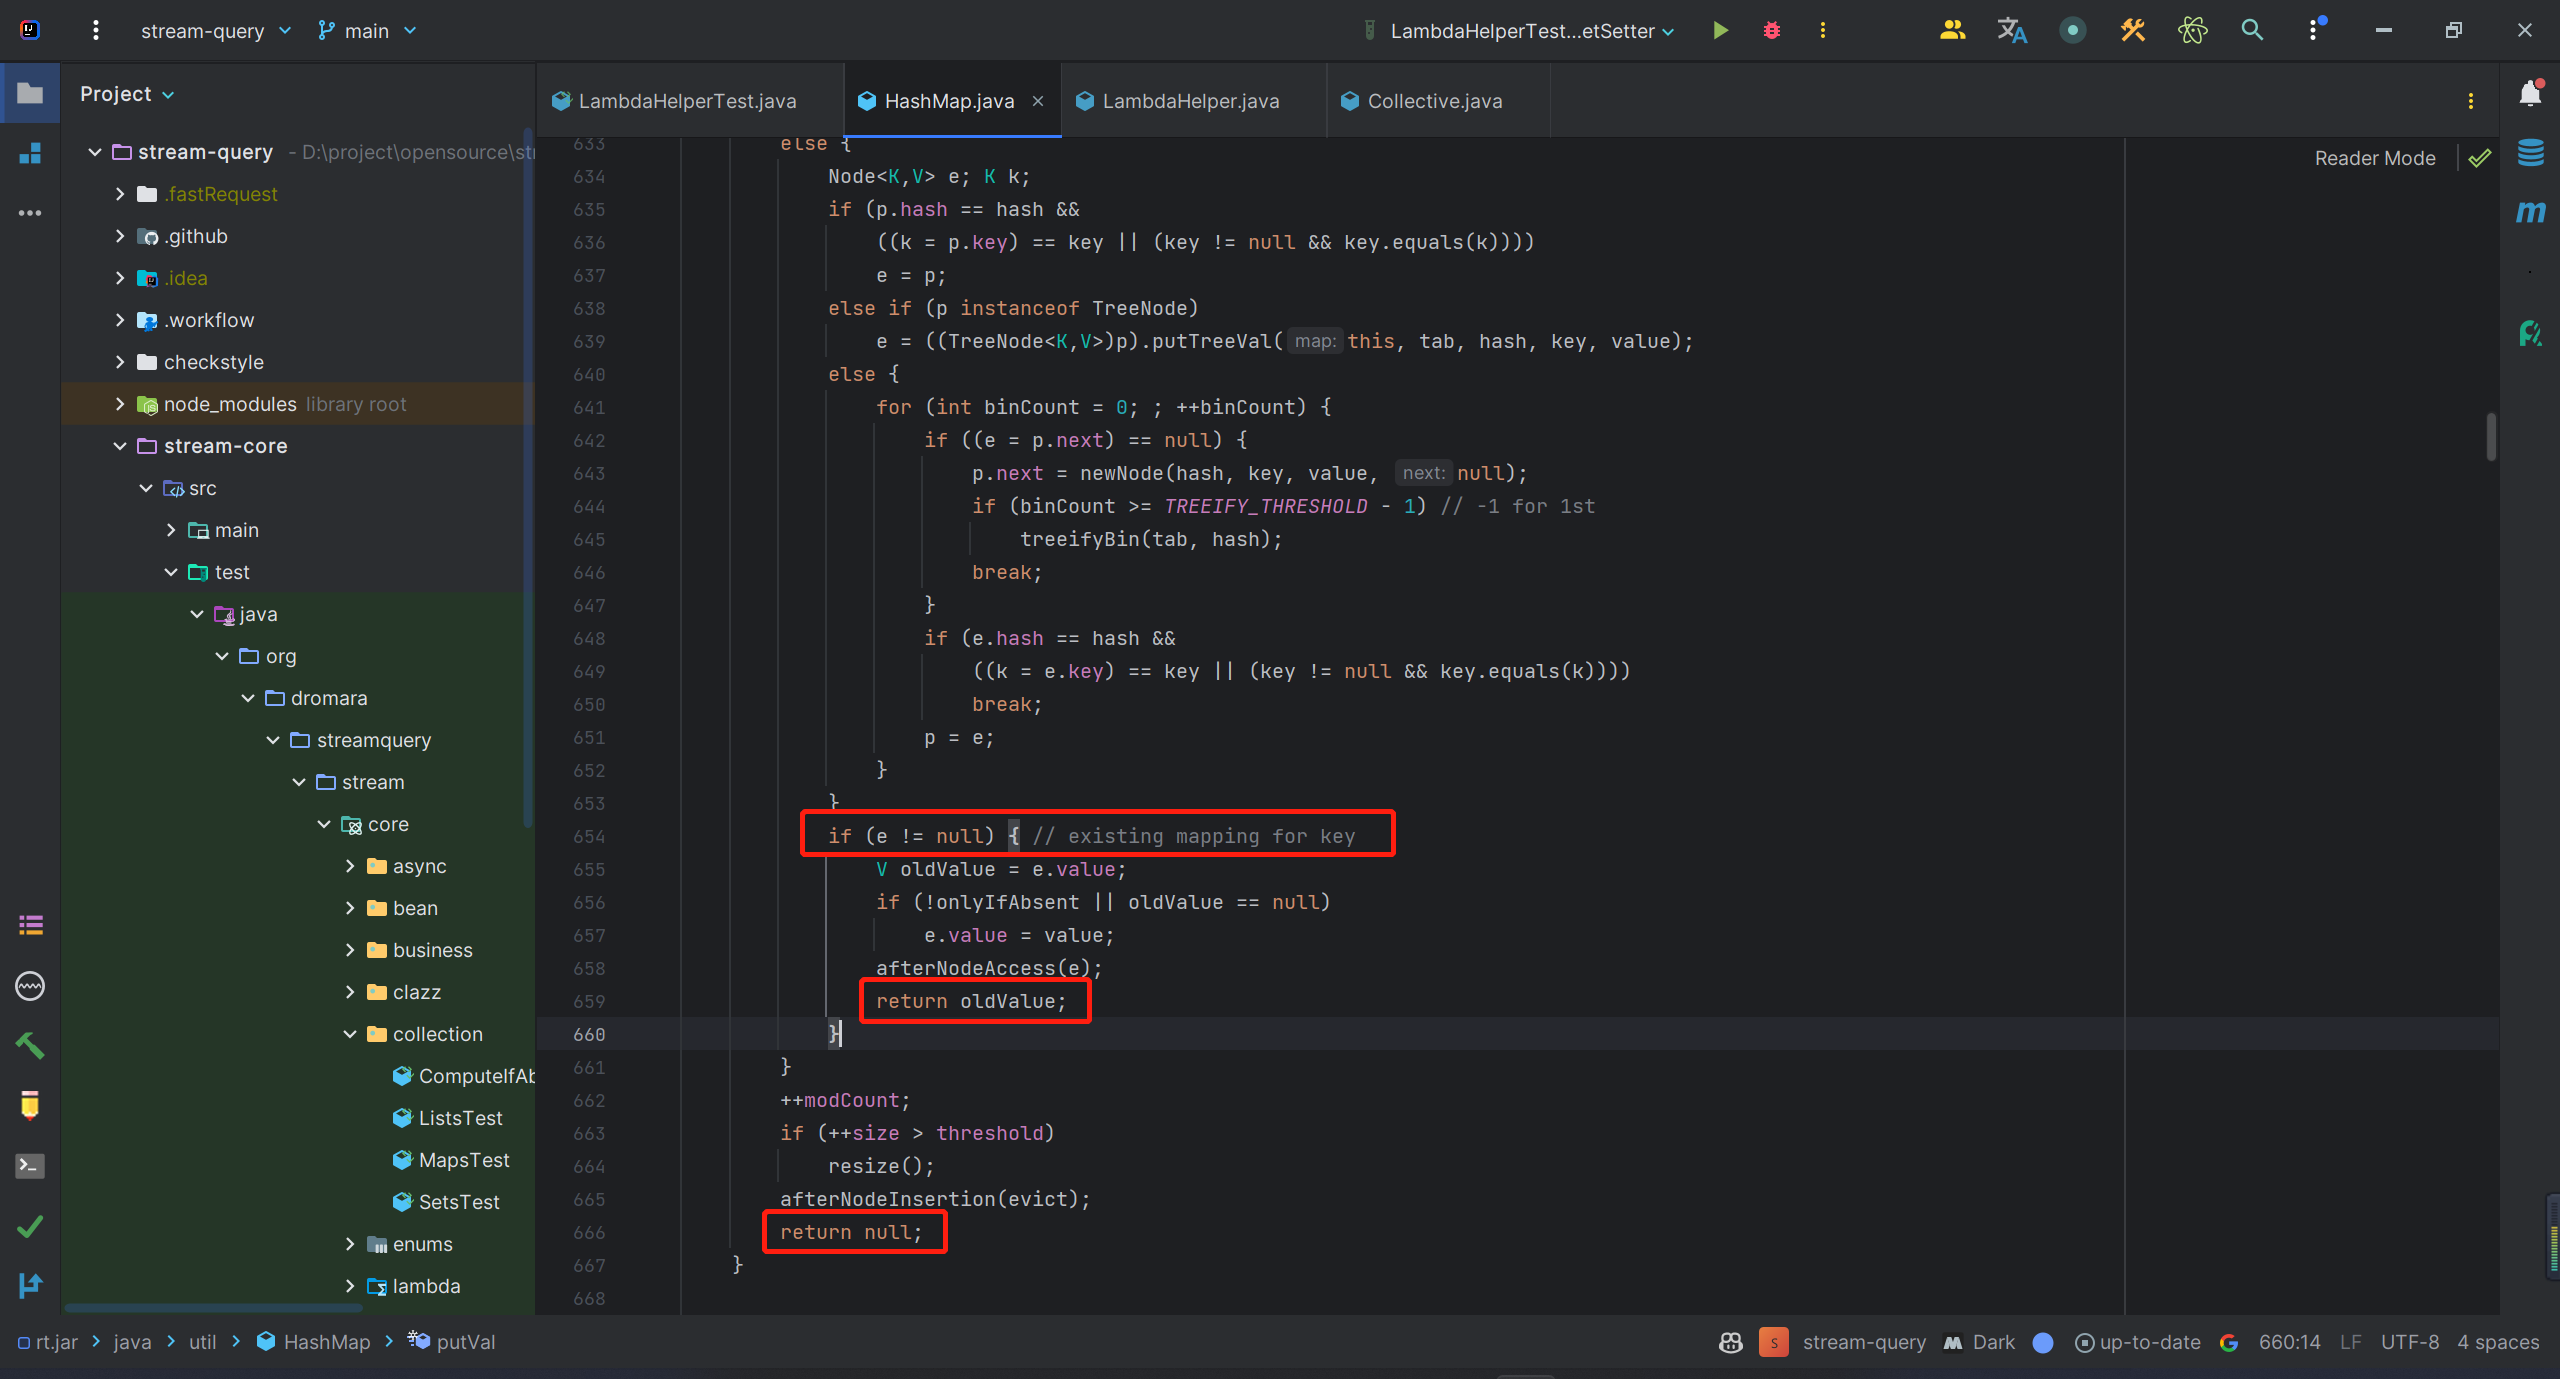 stream-query
main
LambdaHelperTest...etSetter
Project
LambdaHelperTest.java
HashMap.java
LambdaHelper.java
Collective.java
Reader Mode
stream-query - D:\project\opensource\str
.fastRequest
.github
.idea
.workflow
checkstyle
node_modules library root
stream-core
src
main
test
java
org
dromara
streamquery
stream
core
async
bean
business
clazz
collection
ComputeIfAb
ListsTest
MapsTest
SetsTest
enums
lambda
633 else {
634 Node<K,V> e; K k;
635 if (p.hash == hash &&
636 ((k = p.key) == key || (key != null && key.equals(k))))
637 e = p;
638 else if (p instanceof TreeNode)
639 e = ((TreeNode<K,V>)p).putTreeVal( map: this, tab, hash, key, value);
640 else {
641 for (int binCount = 0; ; ++binCount) {
642 if ((e = p.next) == null) {
643 p.next = newNode(hash, key, value, next: null);
644 if (binCount >= TREEIFY_THRESHOLD - 1) // -1 for 1st
645 treeifyBin(tab, hash);
646 break;
647 }
648 if (e.hash == hash &&
649 ((k = e.key) == key || (key != null && key.equals(k))))
650 break;
651 p = e;
652 }
653 }
654 if (e != null) { // existing mapping for key
655 V oldValue = e.value;
656 if (!onlyIfAbsent || oldValue == null)
657 e.value = value;
658 afterNodeAccess(e);
659 return oldValue;
660 }
661 }
662 ++modCount;
663 if (++size > threshold)
664 resize();
665 afterNodeInsertion(evict);
666 return null;
667 }
668
rt.jar > java > util > HashMap > putVal
S stream-query Dark up-to-date 660:14 LF UTF-8 4 spaces